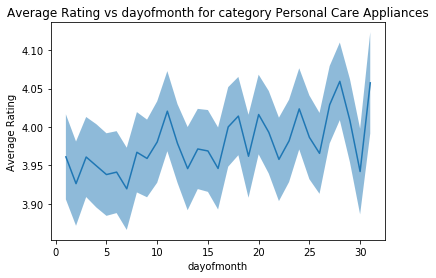 Average Rating vs dayofmonth for category Personal Care Appliances
Average Rating
4.10
4.05
4.00
3.95
3.90
0 5 10 15 20 25 30
dayofmonth